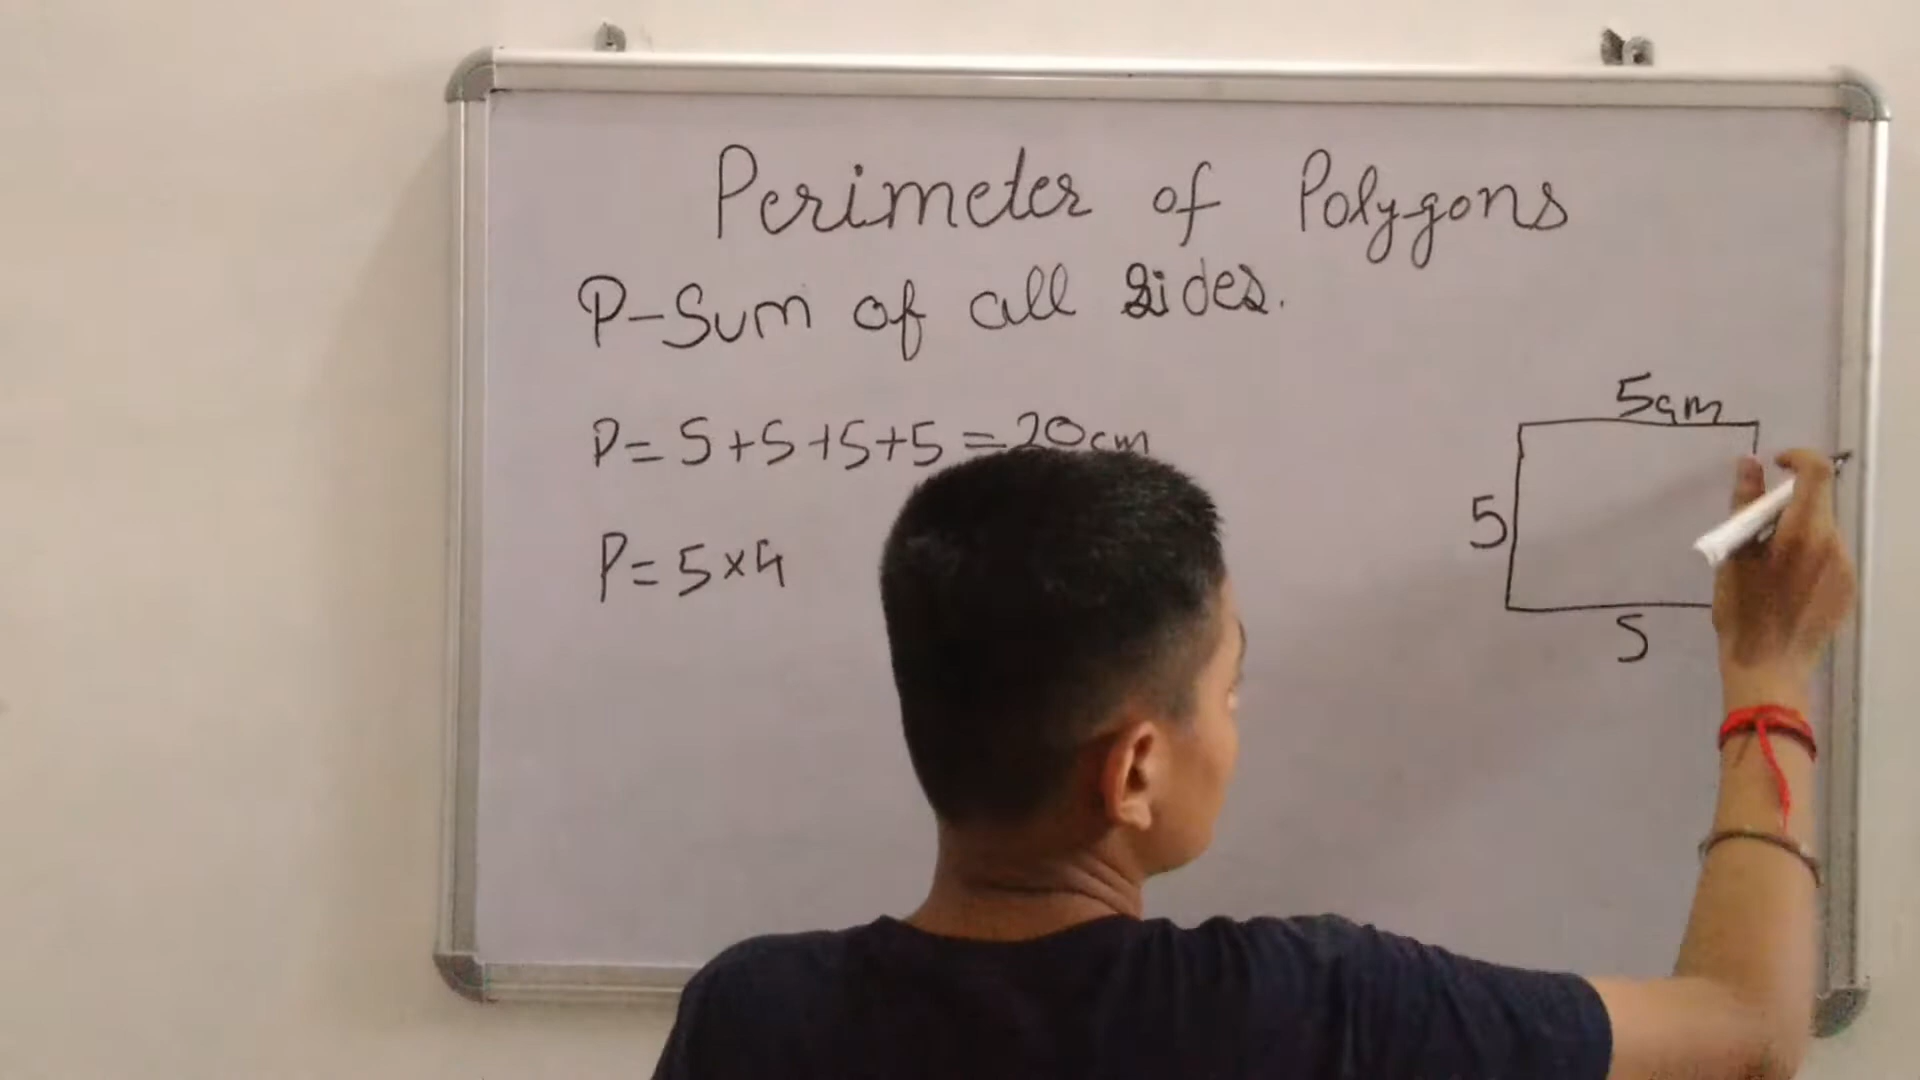 Perimeter of Polygons
P-Sum of all Sides.
P = 5+5+5+5 = 20cm
P = 5×4
5cm
5
5